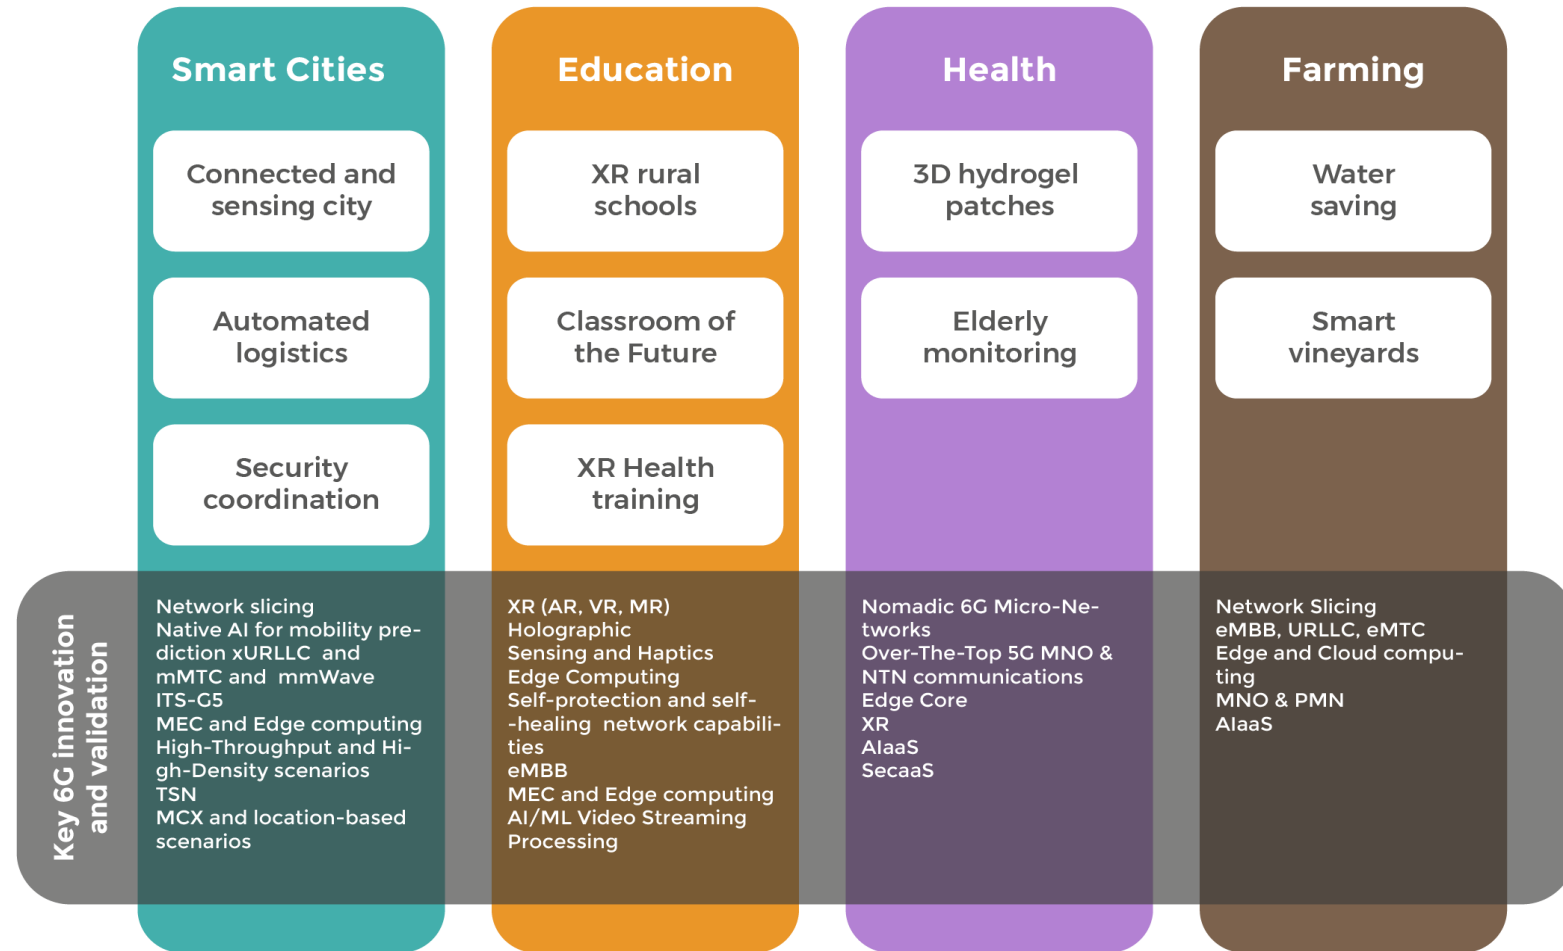 Smart Cities
Connected and
sensing city
Automated
logistics
Security
coordination
Education
XR rural
schools
Classroom of
the Future
XR Health
training
Health
3D hydrogel
patches
Elderly
monitoring
Farming
Water
saving
Smart
vineyards
Key 6G innovation
and validation
Network slicing
Native AI for mobility pre-
diction xURLLC  and
mMTC and  mmWave
ITS-G5
MEC and Edge computing
High-Throughput and Hi-
gh-Density scenarios
TSN
MCX and location-based
scenarios
XR (AR, VR, MR)
Holographic
Sensing and Haptics
Edge Computing
Self-protection and self-
-healing  network capabili-
ties
eMBB
MEC and Edge computing
AI/ML Video Streaming
Processing
Nomadic 6G Micro-Ne-
tworks
Over-The-Top 5G MNO &
NTN communications
Edge Core
XR
AIaaS
SecaaS
Network Slicing
eMBB, URLLC, eMTC
Edge and Cloud compu-
ting
MNO & PMN
AIaaS